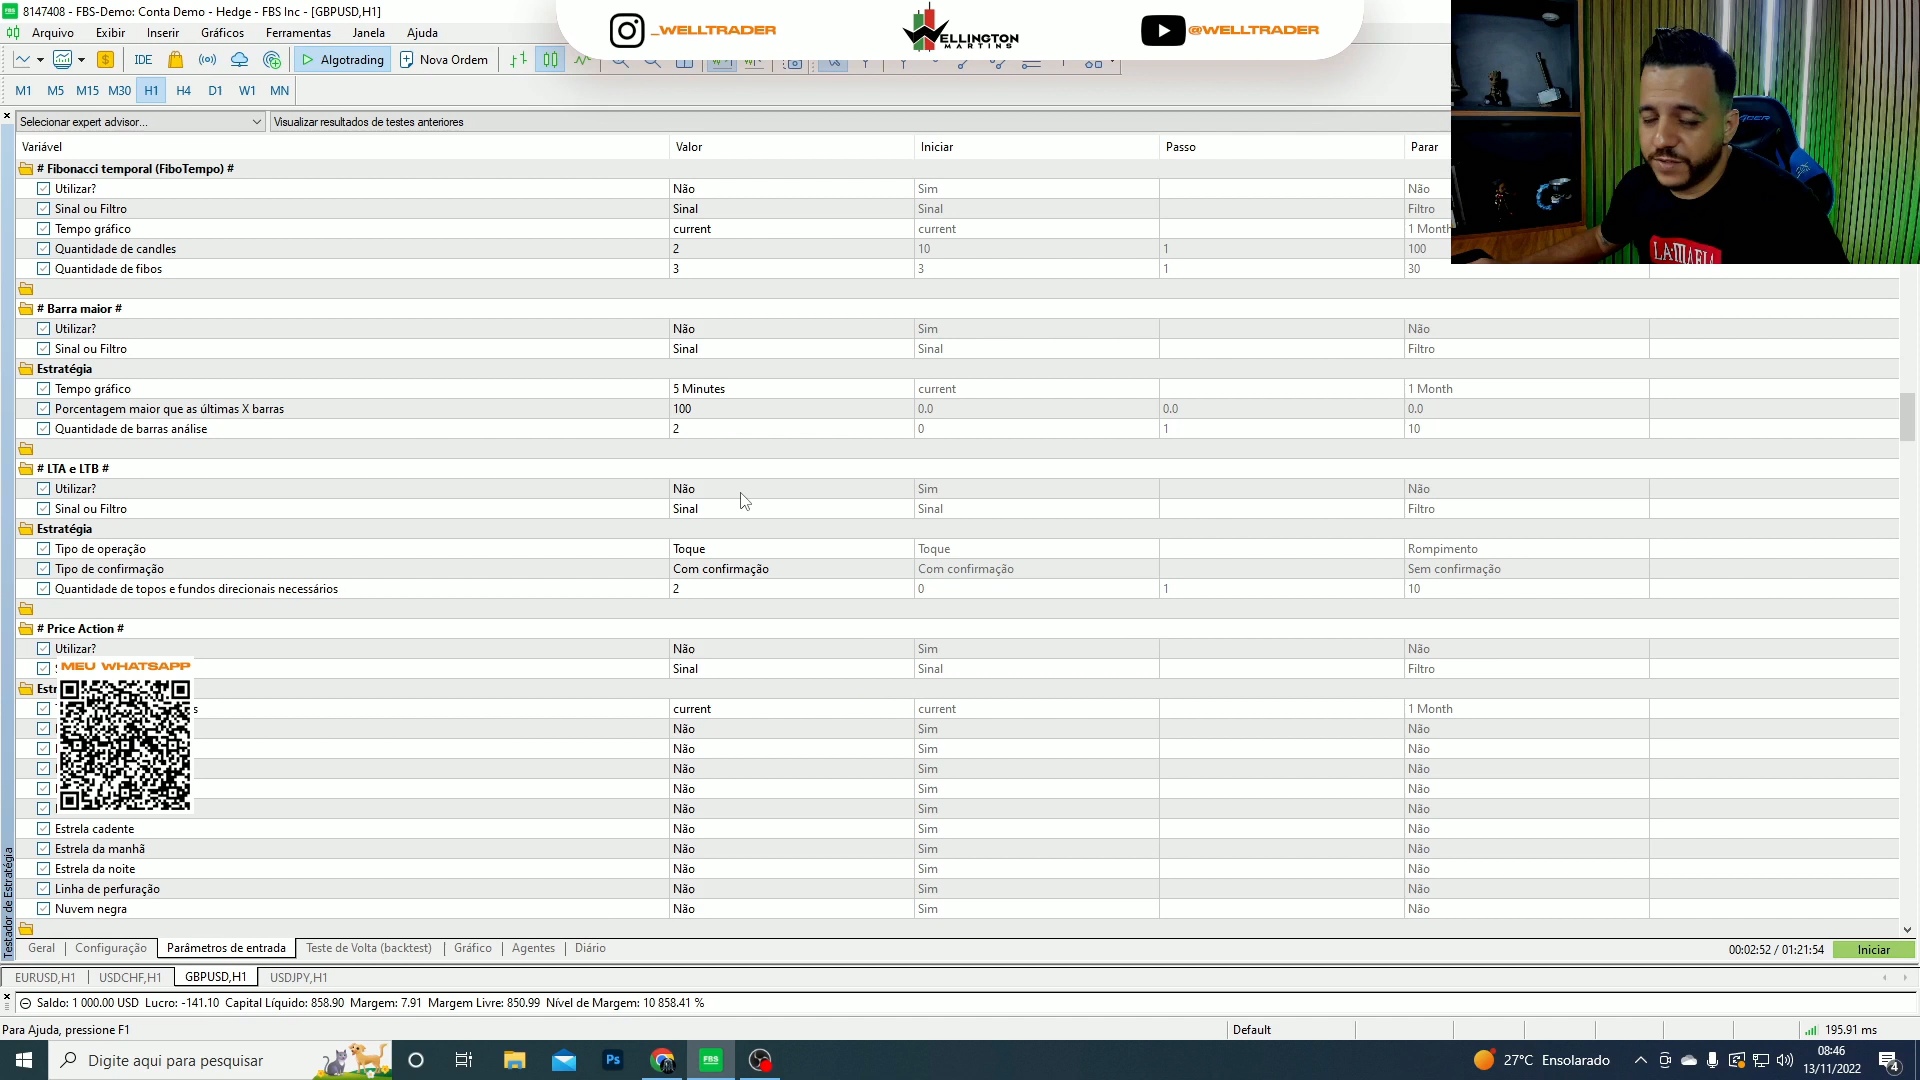 8147408 - FBS-Demo: Conta Demo - Hedge - FBS Inc - [GBPUSD,H1]
_WELLTRADER
WELLINGTON
MARTINS
@WELLTRADER
Arquivo Exibir Inserir Gráficos Ferramentas Janela Ajuda
IDE Algotrading Nova Ordem
M1 M5 M15 M30 H1 H4 D1 W1 MN
Selecionar expert advisor... Visualizar resultados de testes anteriores
Variável Valor Iniciar Passo Parar
# Fibonacci temporal (FiboTempo) #
Utilizar? Não Sim Não
Sinal ou Filtro Sinal Sinal Filtro
Tempo gráfico current current 1 Month
Quantidade de candles 2 10 1 100
Quantidade de fibos 3 3 1 30
# Barra maior #
Utilizar? Não Sim Não
Sinal ou Filtro Sinal Sinal Filtro
Estratégia
Tempo gráfico 5 Minutes current 1 Month
Porcentagem maior que as últimas X barras 100 0.0 0.0 0.0
Quantidade de barras análise 2 0 1 10
# LTA e LTB #
Utilizar? Não Sim Não
Sinal ou Filtro Sinal Sinal Filtro
Estratégia
Tipo de operação Toque Toque Rompimento
Tipo de confirmação Com confirmação Com confirmação Sem confirmação
Quantidade de topos e fundos direcionais necessários 2 0 1 10
# Price Action #
Utilizar? Não Sim Não
MEU WHATSAPP
Sinal Sinal Filtro
Estr
s current current 1 Month
Não Sim Não
Não Sim Não
Não Sim Não
Não Sim Não
Não Sim Não
Estrela cadente Não Sim Não
Estrela da manhã Não Sim Não
Estrela da noite Não Sim Não
Linha de perfuração Não Sim Não
Nuvem negra Não Sim Não
Testador de Estratégia
Geral Configuração Parâmetros de entrada Teste de Volta (backtest) Gráfico Agentes Diário 00:02:52 / 01:21:54 Iniciar
EURUSD,H1 USDCHF,H1 GBPUSD,H1 USDJPY,H1
Saldo: 1 000.00 USD Lucro: -141.10 Capital Líquido: 858.90 Margem: 7.91 Margem Livre: 850.99 Nível de Margem: 10 858.41 %
Para Ajuda, pressione F1 Default 195.91 ms
Digite aqui para pesquisar Ps FBS 27°C Ensolarado 08:46
13/11/2022
4
LA MAFIA